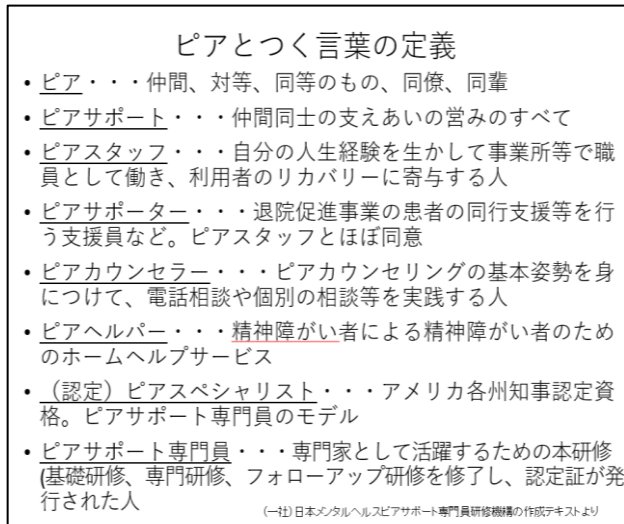 ピアとつく言葉の定義
• ピア・・・仲間、対等、同等のもの、同僚、同輩
• ピアサポート・・・仲間同士の支えあいの営みのすべて
• ピアスタッフ・・・自分の人生経験を生かして事業所等で職
員として働き、利用者のリカバリーに寄与する人
• ピアサポーター・・・退院促進事業の患者の同行支援等を行
う支援員など。ピアスタッフとほぼ同意
• ピアカウンセラー・・・ピアカウンセリングの基本姿勢を身
につけて、電話相談や個別の相談等を実践する人
• ピアヘルパー・・・精神障がい者による精神障がい者のため
のホームヘルプサービス
• （認定）ピアスペシャリスト・・・アメリカ各州知事認定資
格。ピアサポート専門員のモデル
• ピアサポート専門員・・・専門家として活躍するための本研修
(基礎研修、専門研修、フォローアップ研修を修了し、認定証が発
行された人
(一社)日本メンタルヘルスピアサポート専門員研修機構の作成テキストより